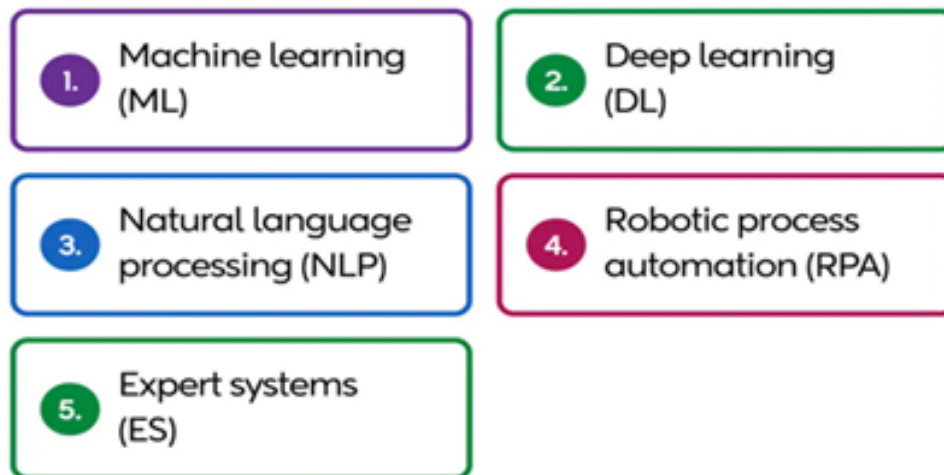 1. Machine learning
(ML)
2. Deep learning
(DL)
3. Natural language
processing (NLP)
4. Robotic process
automation (RPA)
5. Expert systems
(ES)